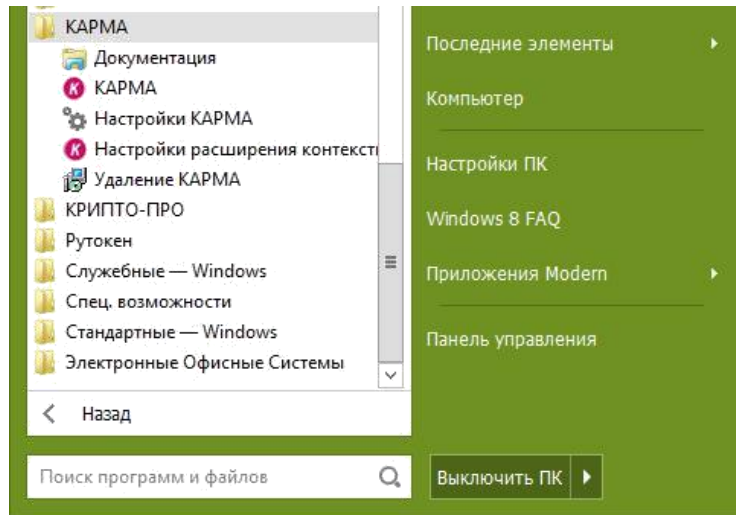 КАРМА
Документация
КАРМА
Настройки КАРМА
Настройки расширения контекст
Удаление КАРМА
КРИПТО-ПРО
Рутокен
Служебные — Windows
Спец. возможности
Стандартные — Windows
Электронные Офисные Системы
Назад
Поиск программ и файлов
Последние элементы
Компьютер
Настройки ПК
Windows 8 FAQ
Приложения Modern
Панель управления
Выключить ПК